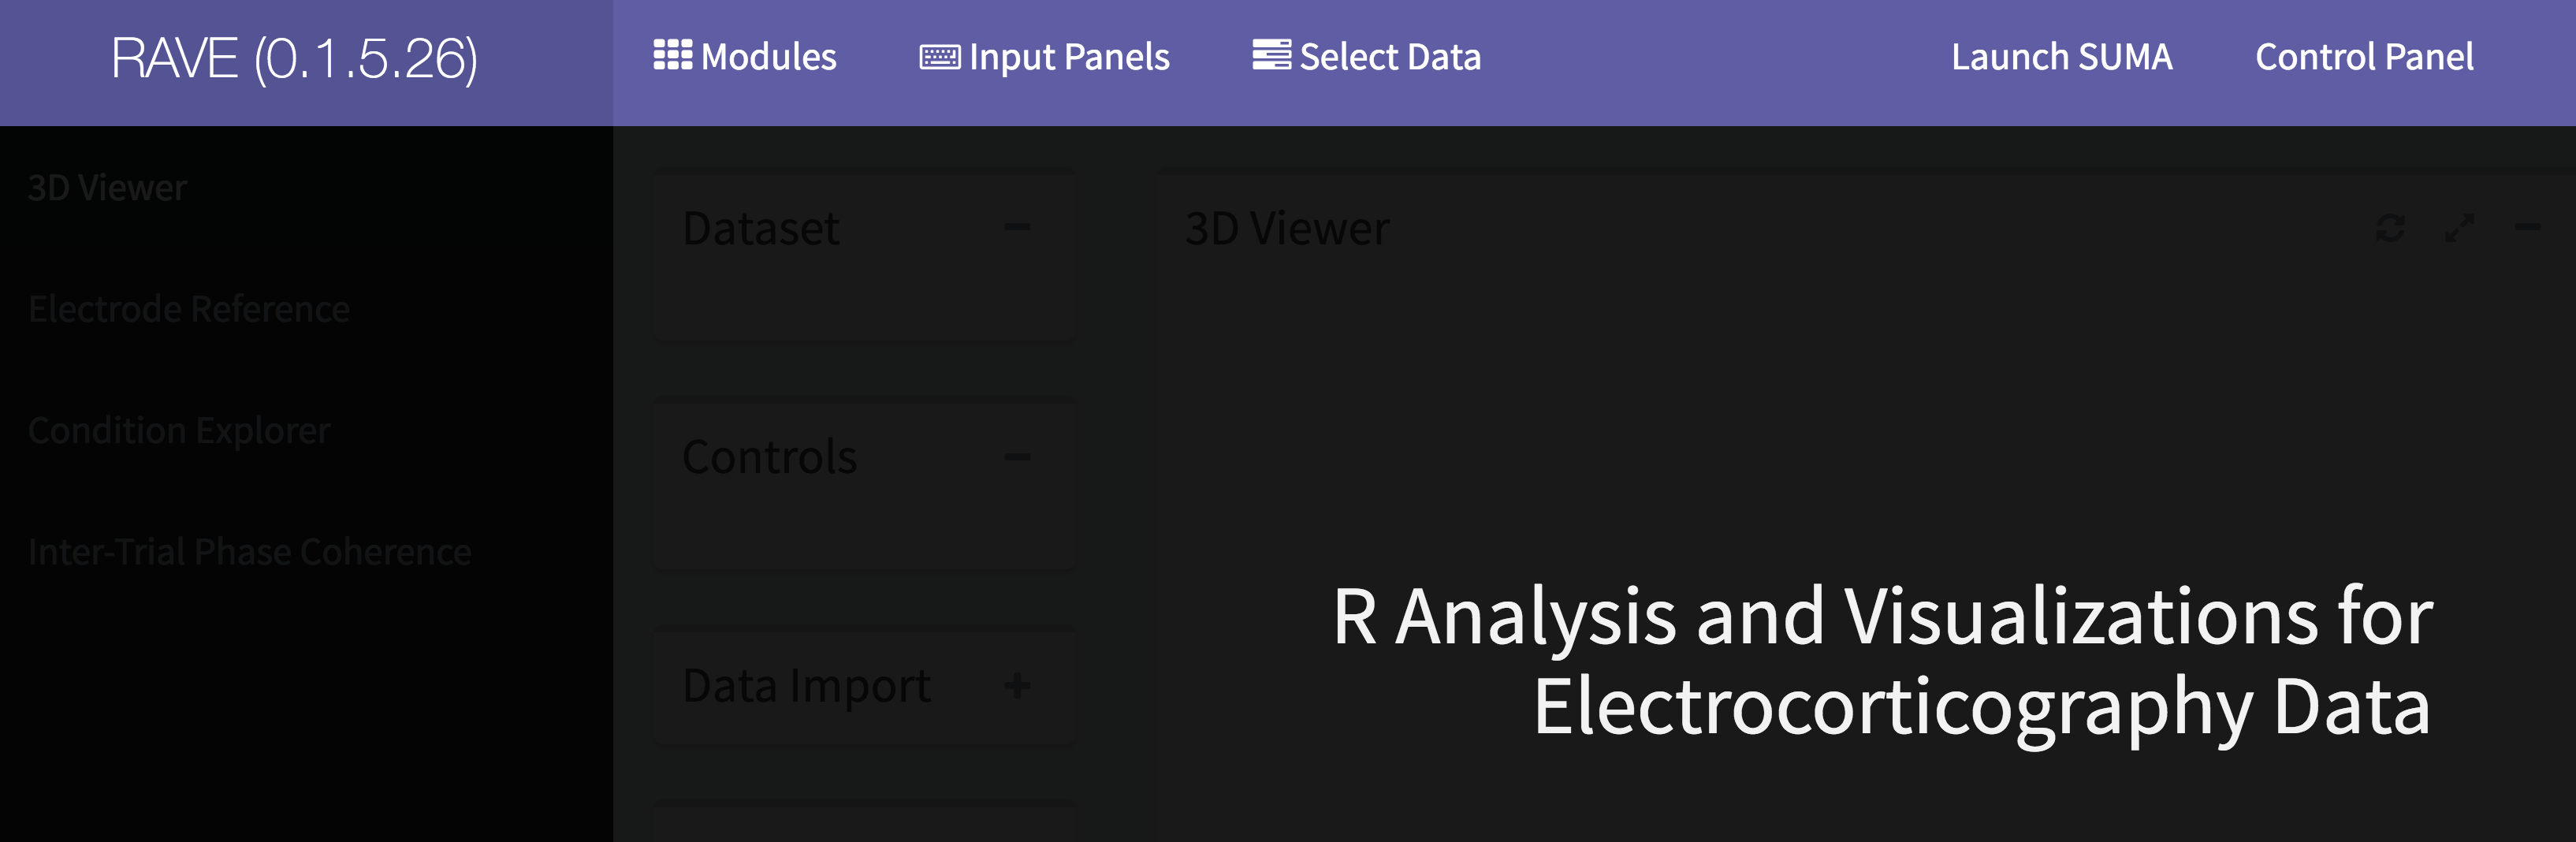 RAVE (0.1.5.26)
Modules
Input Panels
Select Data
Launch SUMA
Control Panel
3D Viewer
Electrode Reference
Condition Explorer
Inter-Trial Phase Coherence
Dataset
Controls
Data Import
3D Viewer
R Analysis and Visualizations for
Electrocorticography Data